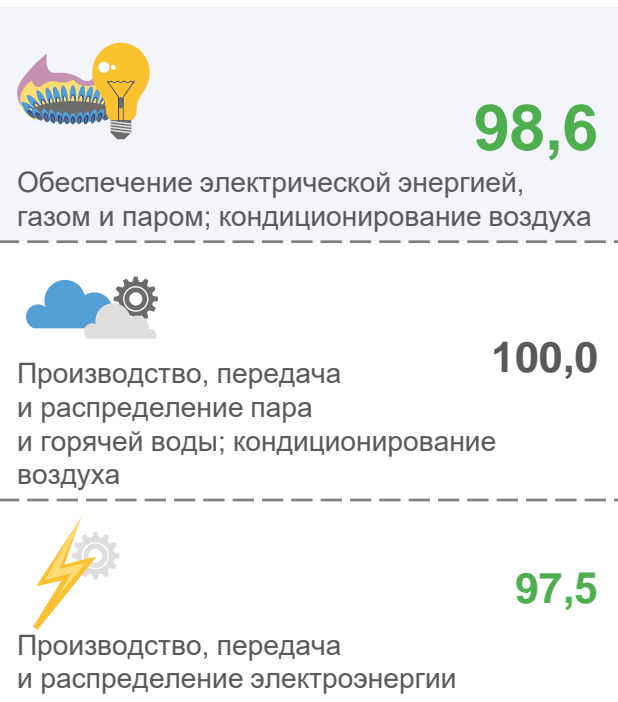 98,6
Обеспечение электрической энергией,
газом и паром; кондиционирование воздуха
100,0
Производство, передача
и распределение пара
и горячей воды; кондиционирование
воздуха
97,5
Производство, передача
и распределение электроэнергии